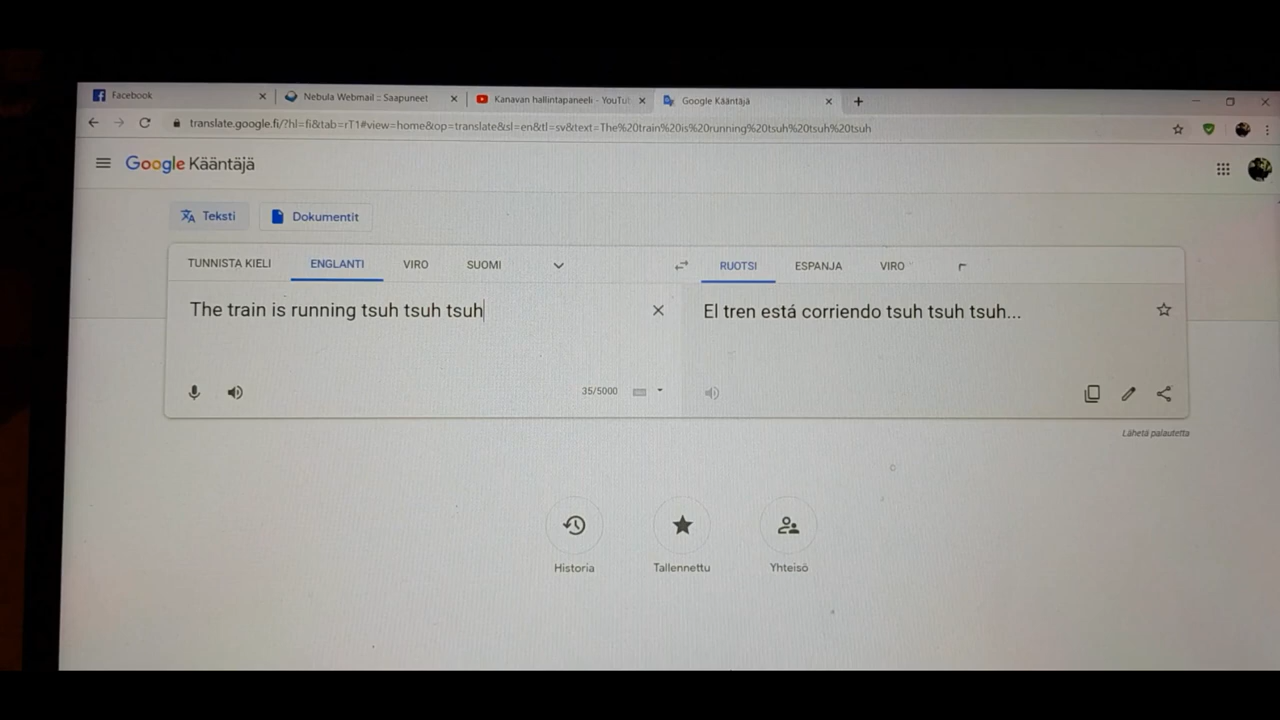 Facebook
Nebula Webmail :: Saapuneet
Kanavan hallintapaneeli - YouTu
Google Kääntäjä
translate.google.fi/?hl=fi&tab=rT1#view=home&op=translate&sl=en&tl=sv&text=The%20train%20is%20running%20tsuh%20tsuh%20tsuh
Google Kääntäjä
Teksti
Dokumentit
TUNNISTA KIELI ENGLANTI VIRO SUOMI
RUOTSI ESPANJA VIRO
The train is running tsuh tsuh tsuh
El tren está corriendo tsuh tsuh tsuh...
35/5000
Lähetä palautetta
Historia
Tallennettu
Yhteisö